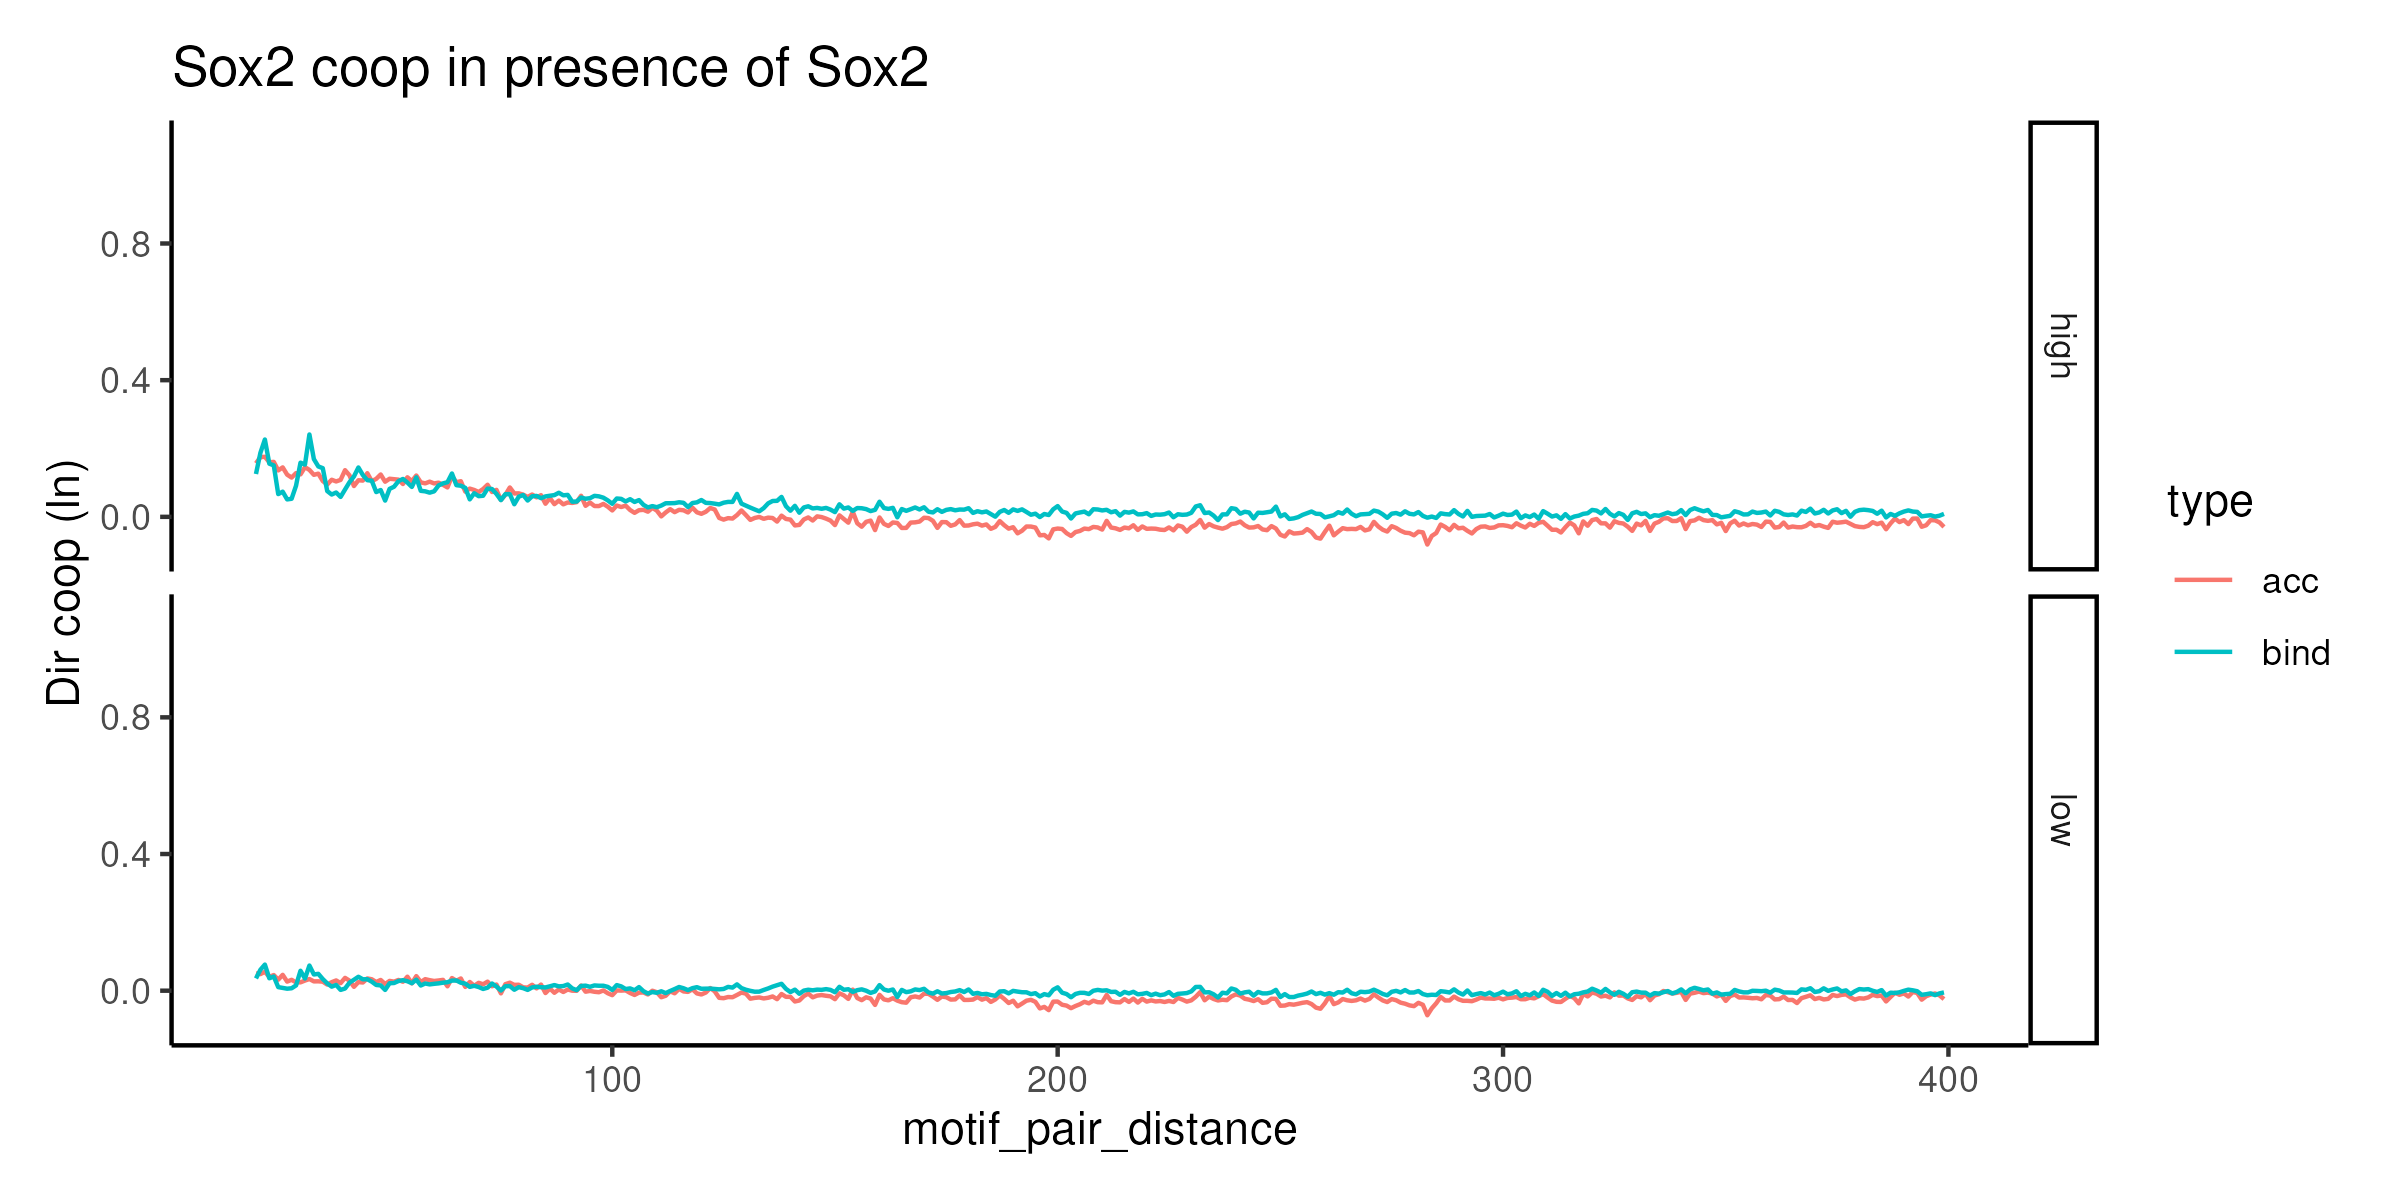 Sox2 coop in presence of Sox2
Dir coop (ln)
0.8
0.4
0.0
high
0.8
0.4
0.0
low
100
200
300
400
motif_pair_distance
type
acc
bind